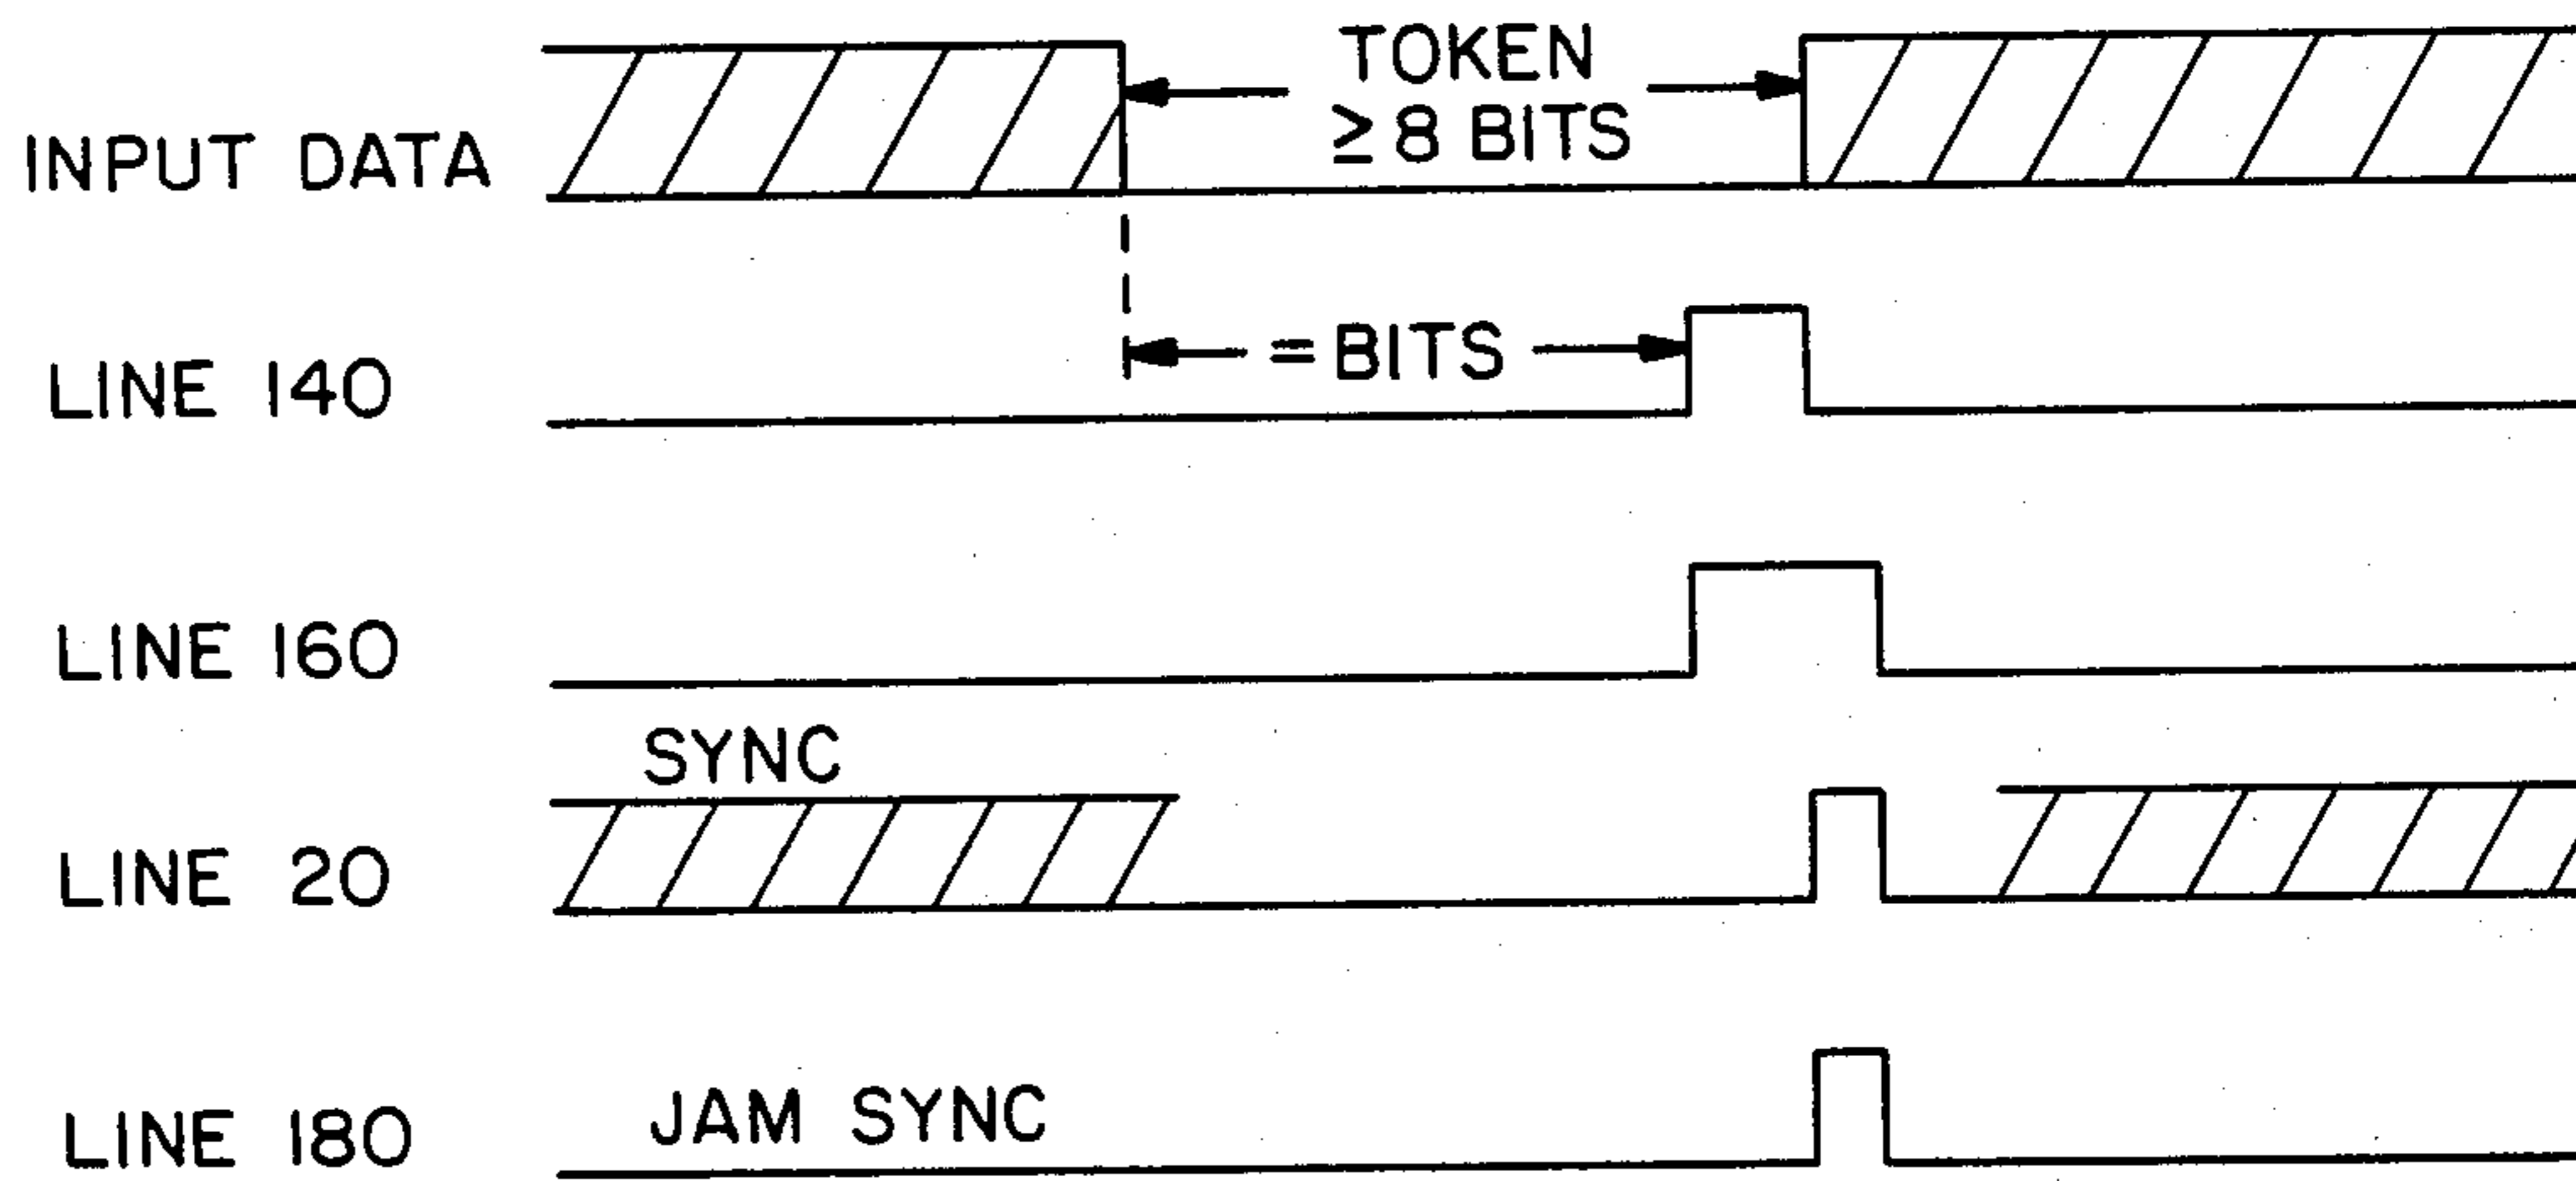 INPUT DATA
TOKEN
≥ 8 BITS
LINE 140
= BITS
LINE 160
SYNC
LINE 20
LINE 180
JAM SYNC